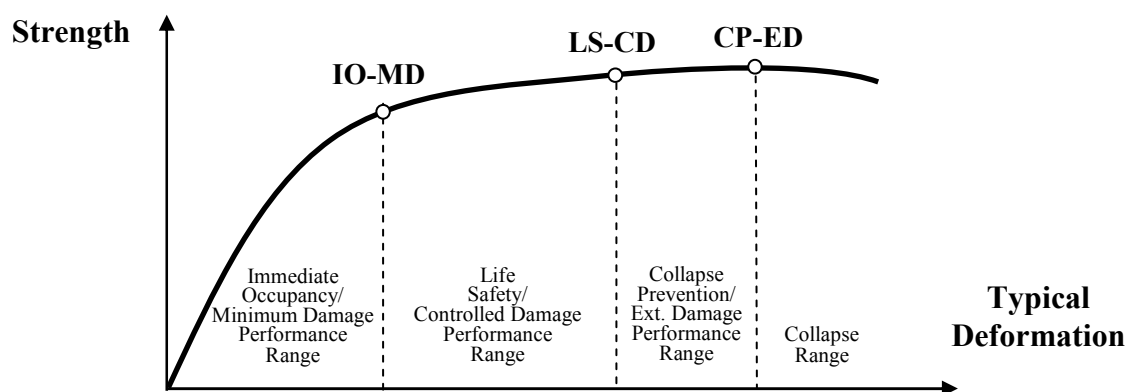 Strength
IO-MD
LS-CD
CP-ED
Immediate
Occupancy/
Minimum Damage
Performance
Range
Life
Safety/
Controlled Damage
Performance
Range
Collapse
Prevention/
Ext. Damage
Performance
Range
Collapse
Range
Typical
Deformation